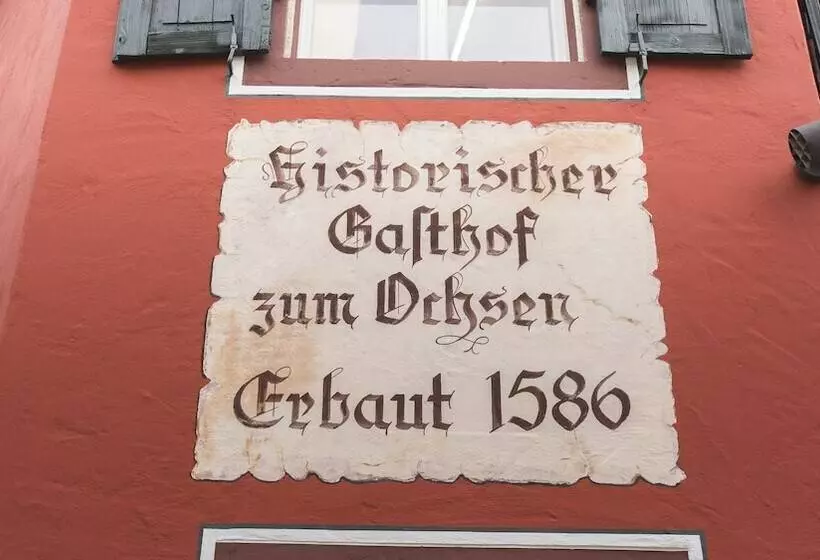 Historischer
Gaſthof
zum Ochsen
Erbaut 1586